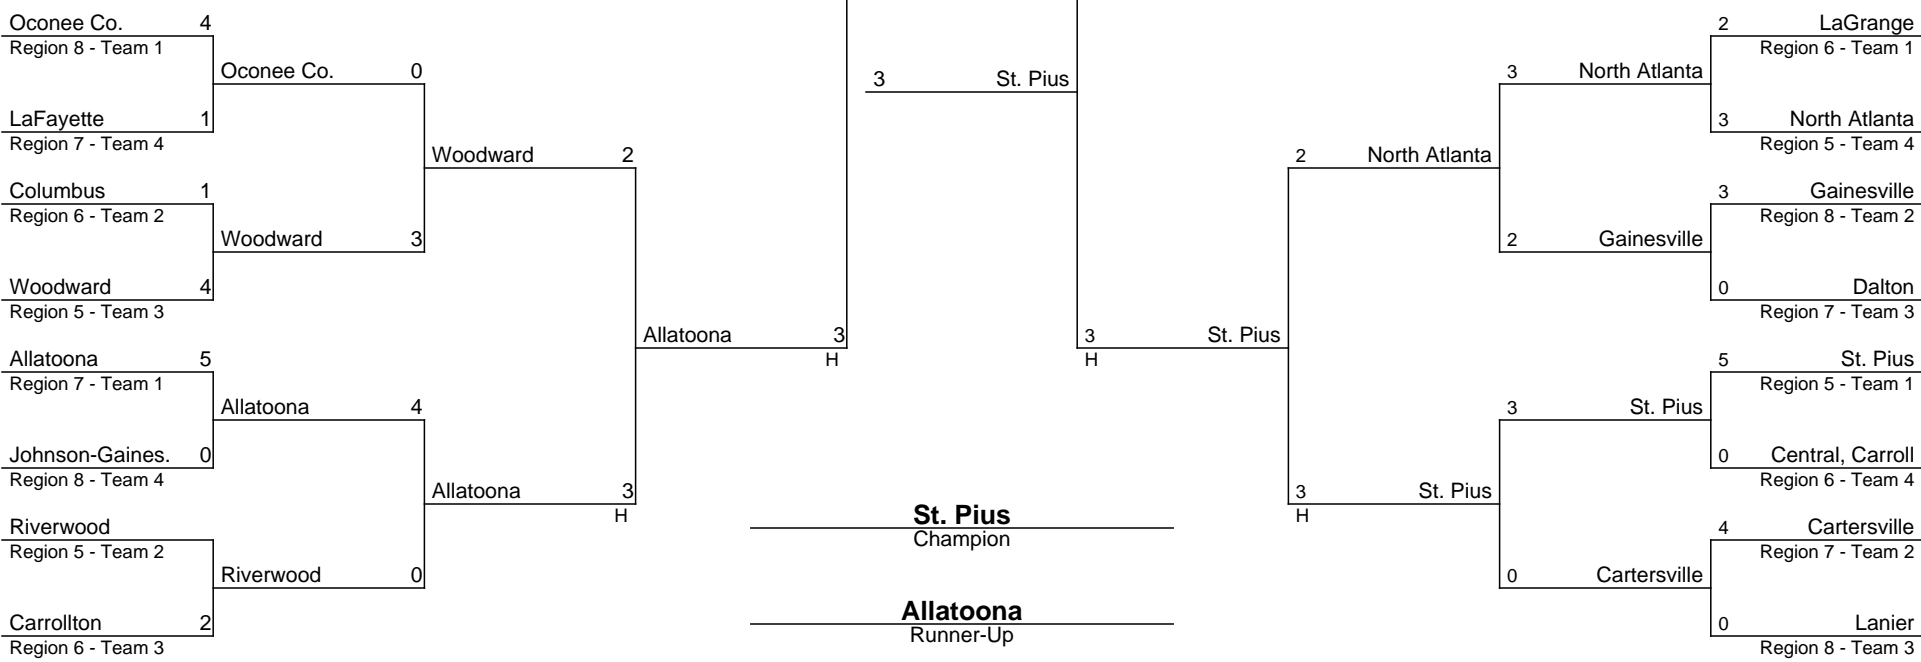 Oconee Co. 4
Region 8 - Team 1
Oconee Co. 0
LaFayette 1
Region 7 - Team 4
Woodward 2
Columbus 1
Region 6 - Team 2
Woodward 3
Woodward 4
Region 5 - Team 3
Allatoona 3
H
Allatoona 5
Region 7 - Team 1
Allatoona 4
Johnson-Gaines. 0
Region 8 - Team 4
Allatoona 3
H
Riverwood
Region 5 - Team 2
Riverwood 0
Carrollton 2
Region 6 - Team 3
3 St. Pius
St. Pius
Champion
Allatoona
Runner-Up
2 LaGrange
Region 6 - Team 1
3 North Atlanta
3 North Atlanta
Region 5 - Team 4
2 North Atlanta
3 Gainesville
Region 8 - Team 2
2 Gainesville
0 Dalton
Region 7 - Team 3
3 St. Pius
H
5 St. Pius
Region 5 - Team 1
3 St. Pius
0 Central, Carroll
Region 6 - Team 4
3 St. Pius
H
4 Cartersville
Region 7 - Team 2
0 Cartersville
0 Lanier
Region 8 - Team 3